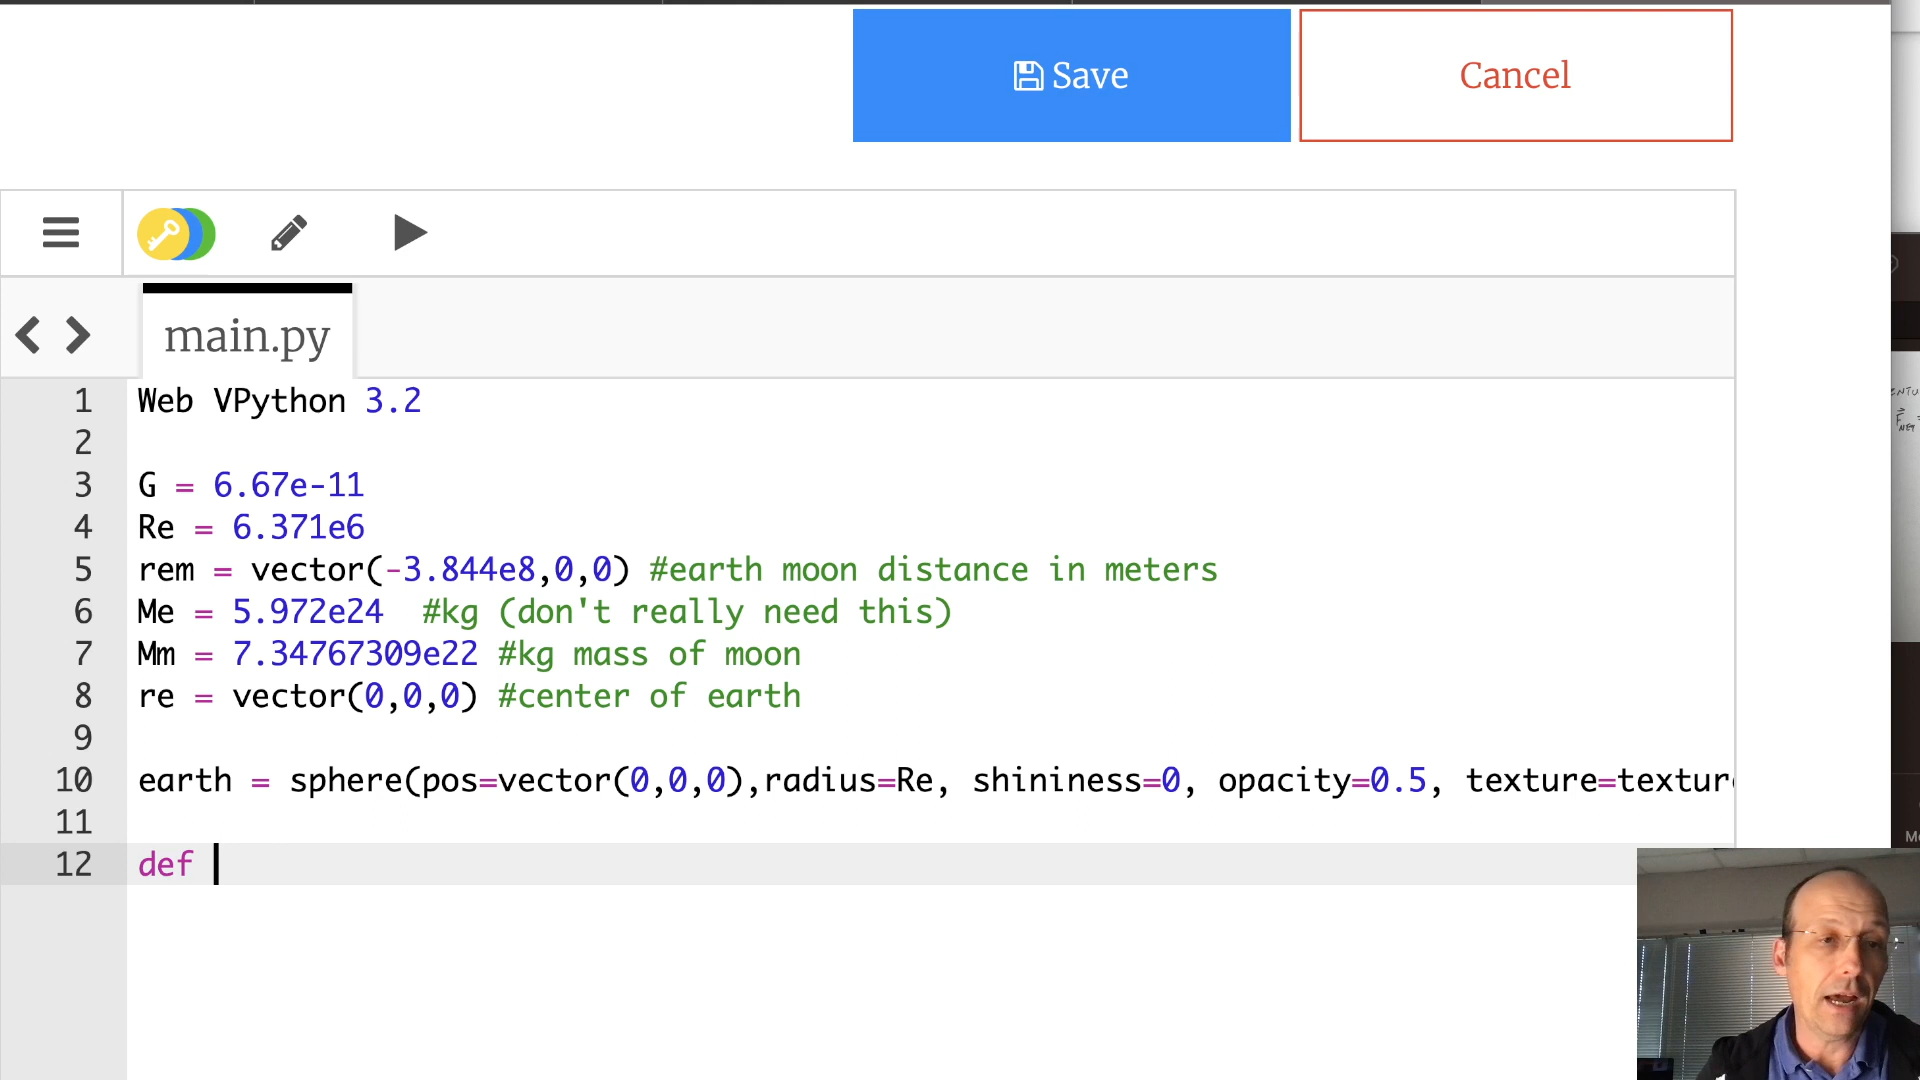 Save
Cancel
main.py
1 Web VPython 3.2
2
3 G = 6.67e-11
4 Re = 6.371e6
5 rem = vector(-3.844e8,0,0) #earth moon distance in meters
6 Me = 5.972e24  #kg (don't really need this)
7 Mm = 7.34767309e22 #kg mass of moon
8 re = vector(0,0,0) #center of earth
9
10 earth = sphere(pos=vector(0,0,0),radius=Re, shininess=0, opacity=0.5, texture=texture
11
12 def